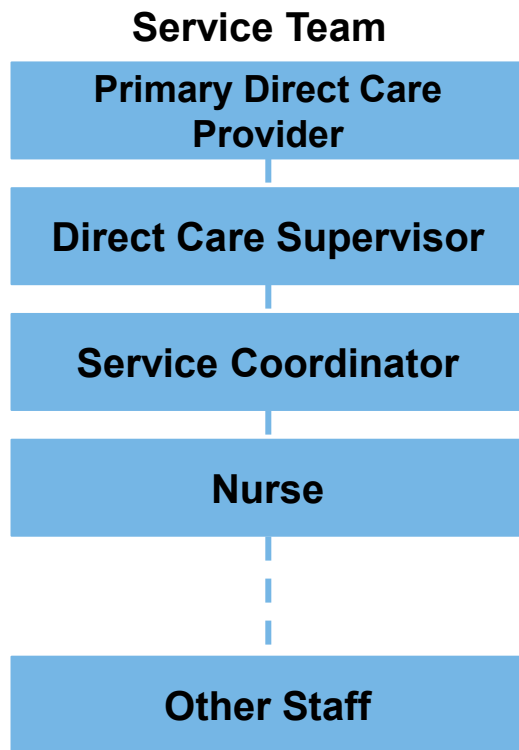 Service Team
Primary Direct Care
Provider
Direct Care Supervisor
Service Coordinator
Nurse
Other Staff